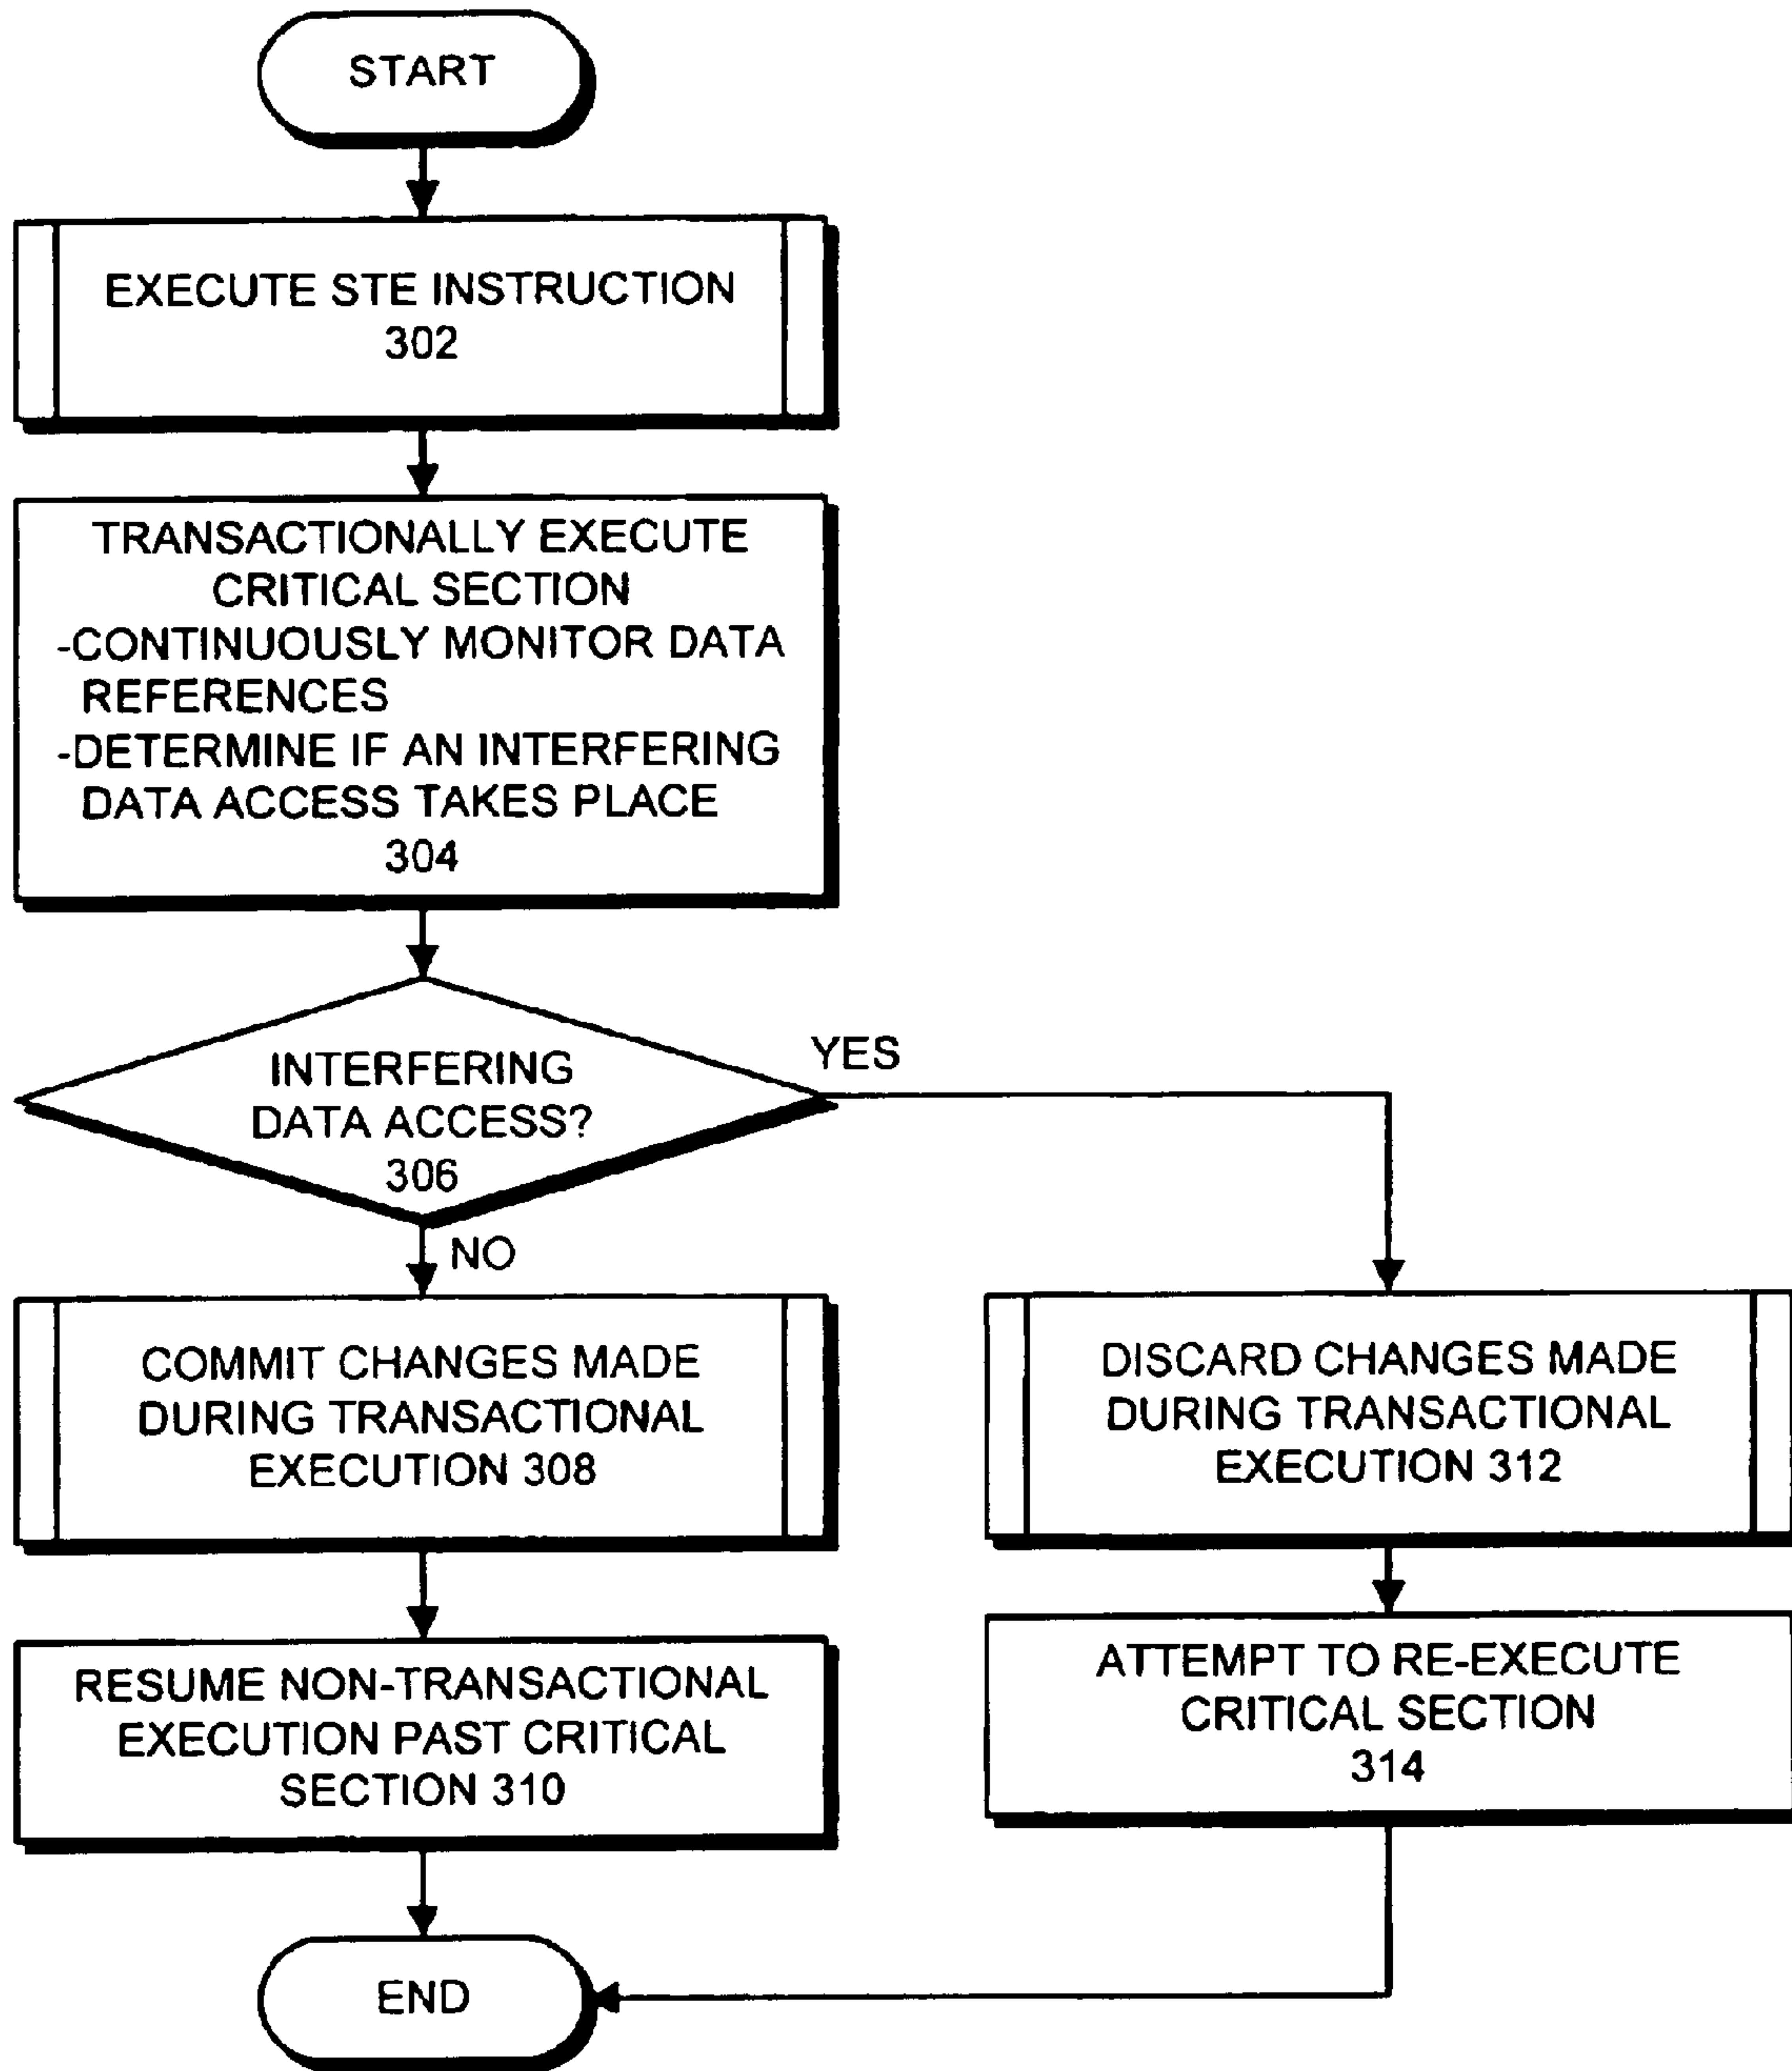 START
EXECUTE STE INSTRUCTION
302
TRANSACTIONALLY EXECUTE
CRITICAL SECTION
-CONTINUOUSLY MONITOR DATA
REFERENCES
-DETERMINE IF AN INTERFERING
DATA ACCESS TAKES PLACE
304
INTERFERING
DATA ACCESS?
306
YES
NO
COMMIT CHANGES MADE
DURING TRANSACTIONAL
EXECUTION 308
DISCARD CHANGES MADE
DURING TRANSACTIONAL
EXECUTION 312
RESUME NON-TRANSACTIONAL
EXECUTION PAST CRITICAL
SECTION 310
ATTEMPT TO RE-EXECUTE
CRITICAL SECTION
314
END